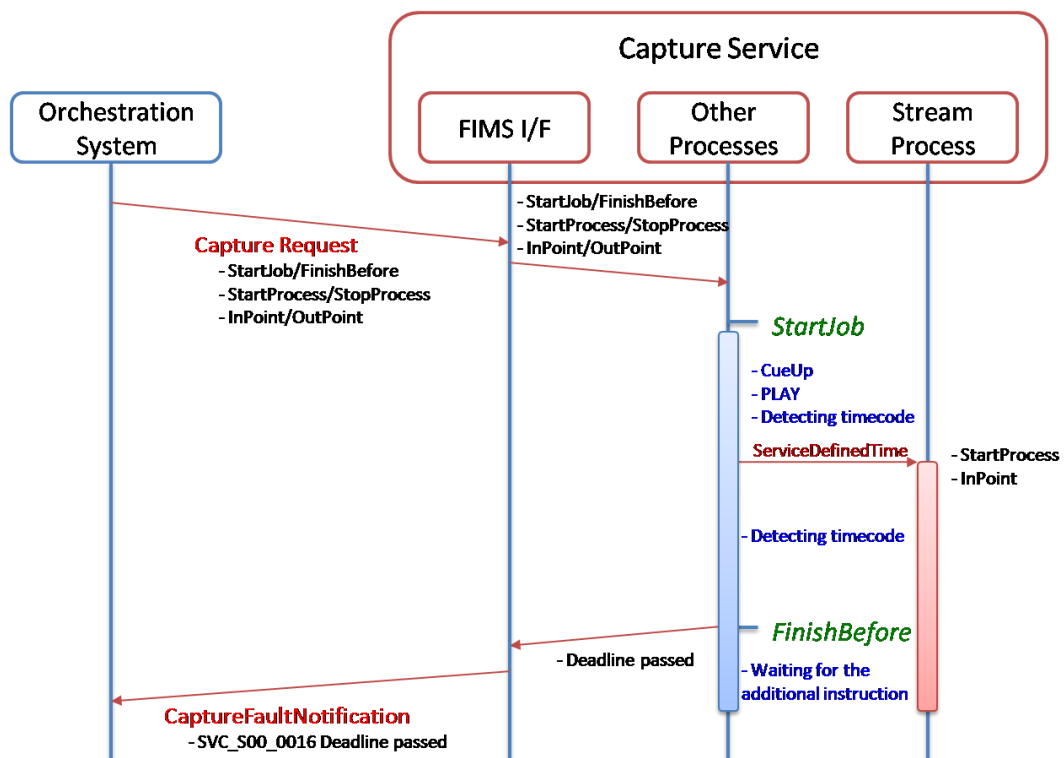 Capture Service
Orchestration
System
FIMS I/F
Other
Processes
Stream
Process
- StartJob/FinishBefore
- StartProcess/StopProcess
- InPoint/OutPoint
Capture Request
- StartJob/FinishBefore
- StartProcess/StopProcess
- InPoint/OutPoint
StartJob
- CueUp
- PLAY
- Detecting timecode
ServiceDefinedTime
- StartProcess
- InPoint
- Detecting timecode
FinishBefore
- Deadline passed
- Waiting for the
additional instruction
CaptureFaultNotification
- SVC_S00_0016 Deadline passed